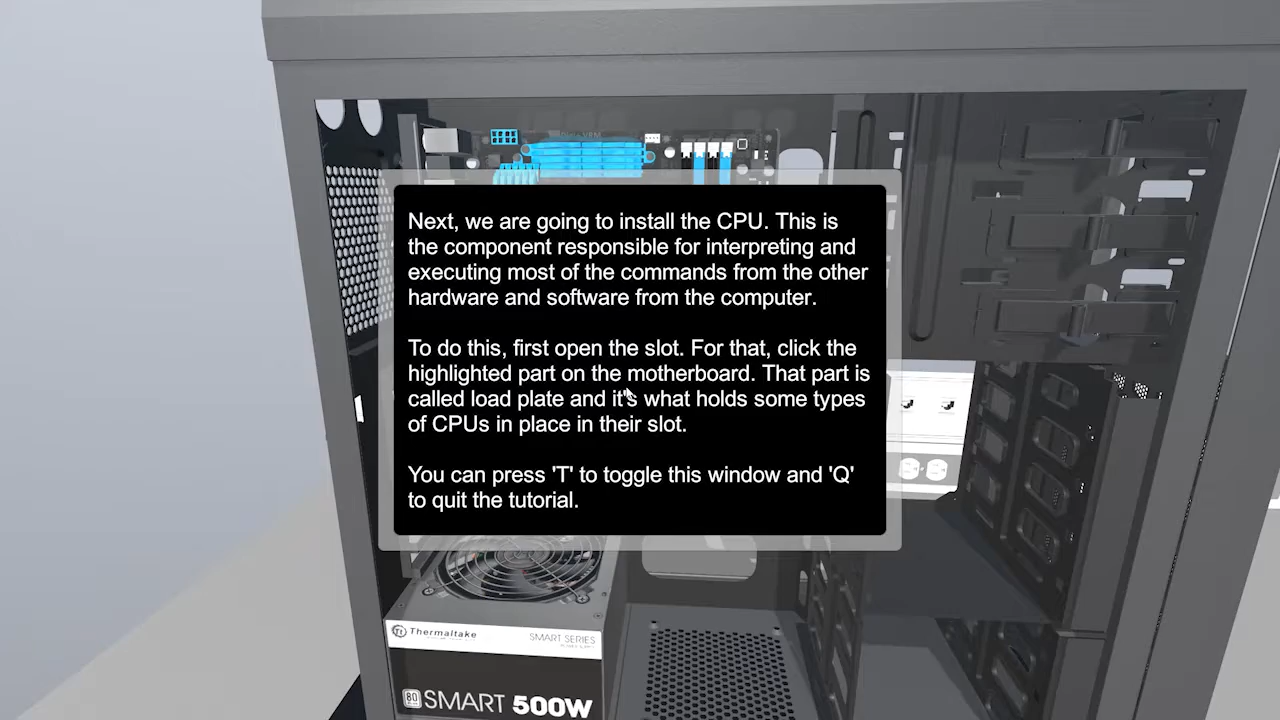 Next, we are going to install the CPU. This is
the component responsible for interpreting and
executing most of the commands from the other
hardware and software from the computer.
To do this, first open the slot. For that, click the
highlighted part on the motherboard. That part is
called load plate and it's what holds some types
of CPUs in place in their slot.
You can press 'T' to toggle this window and 'Q'
to quit the tutorial.
Thermaltake
SMART SERIES
POWER SUPPLY
80
SMART 500W